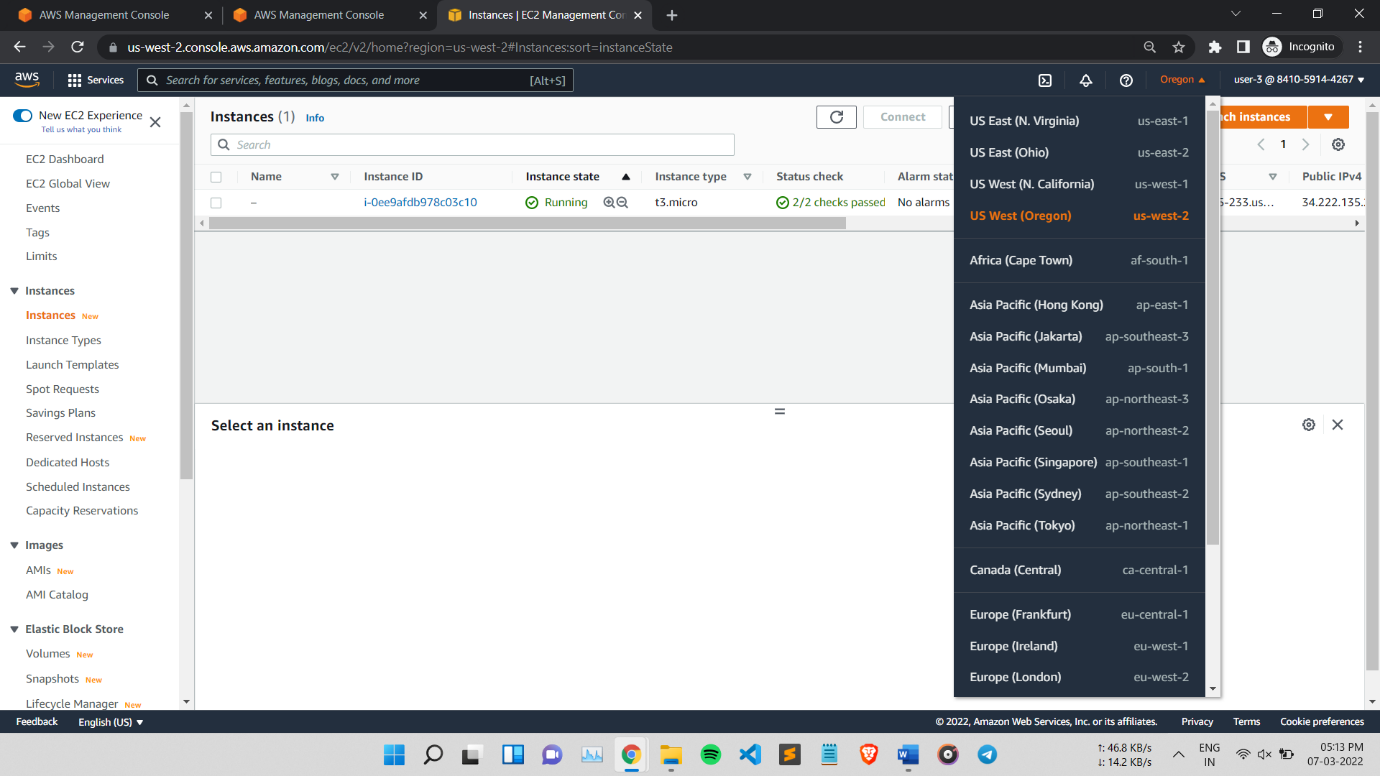 AWS Management Console
AWS Management Console
Instances | EC2 Management Cor
us-west-2.console.aws.amazon.com/ec2/v2/home?region=us-west-2#Instances:sort=instanceState
Incognito
aws
Services
Search for services, features, blogs, docs, and more
[Alt+S]
Oregon
user-3 @ 8410-5914-4267
New EC2 Experience
Tell us what you think
EC2 Dashboard
EC2 Global View
Events
Tags
Limits
Instances
Instances New
Instance Types
Launch Templates
Spot Requests
Savings Plans
Reserved Instances New
Dedicated Hosts
Scheduled Instances
Capacity Reservations
Images
AMIs New
AMI Catalog
Elastic Block Store
Volumes New
Snapshots New
Lifecycle Manager New
Instances (1) Info
Connect
ch instances
Search
1
Name Instance ID Instance state Instance type Status check Alarm stat S Public IPv4
– i-0ee9afdb978c03c10 Running t3.micro 2/2 checks passed No alarms 5-233.us... 34.222.135.
Select an instance
US East (N. Virginia) us-east-1
US East (Ohio) us-east-2
US West (N. California) us-west-1
US West (Oregon) us-west-2
Africa (Cape Town) af-south-1
Asia Pacific (Hong Kong) ap-east-1
Asia Pacific (Jakarta) ap-southeast-3
Asia Pacific (Mumbai) ap-south-1
Asia Pacific (Osaka) ap-northeast-3
Asia Pacific (Seoul) ap-northeast-2
Asia Pacific (Singapore) ap-southeast-1
Asia Pacific (Sydney) ap-southeast-2
Asia Pacific (Tokyo) ap-northeast-1
Canada (Central) ca-central-1
Europe (Frankfurt) eu-central-1
Europe (Ireland) eu-west-1
Europe (London) eu-west-2
Feedback English (US)
© 2022, Amazon Web Services, Inc. or its affiliates. Privacy Terms Cookie preferences
↑: 46.8 KB/s
↓: 14.2 KB/s
ENG
IN
05:13 PM
07-03-2022